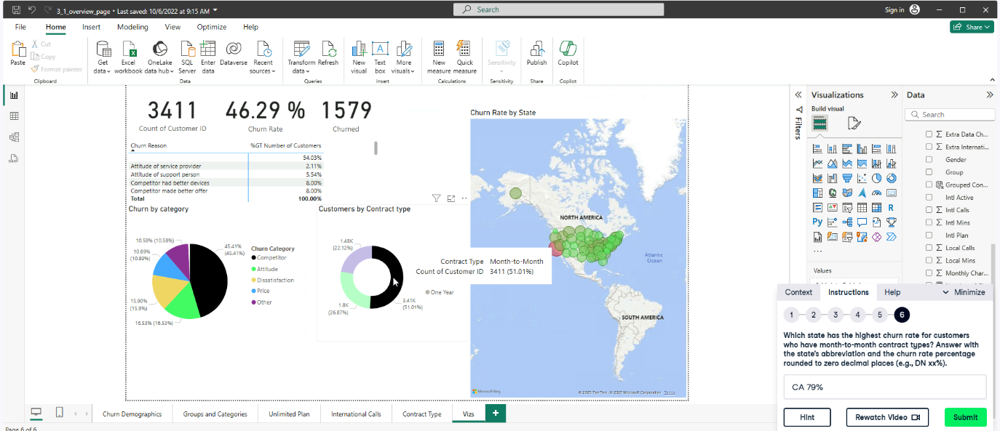 3_1_overview_page • Last saved: 10/6/2022 at 9:15 AM
Search
Sign in
File Home Insert Modeling View Optimize Help
Share
Paste
Cut
Copy
Format painter
Clipboard
Get data
Excel workbook
OneLake data hub
SQL Server
Enter data
Dataverse
Recent sources
Data
Transform data
Refresh
Queries
New visual
Text box
More visuals
Insert
New measure
Quick measure
Calculations
Sensitivity
Sensitivity
Publish
Share
Copilot
Copilot
3411
Count of Customer ID
46.29 %
Churn Rate
1579
Churned
Churn Reason %GT Number of Customers
54.03%
Attitude of service provider 2.11%
Attitude of support person 5.54%
Competitor had better devices 8.00%
Competitor made better offer 8.00%
Total 100.00%
Churn by category
10.58% (10.58%)
10.89%
(10.89%)
15.90%
(15.9%)
16.53% (16.53%)
45.41%
(45.41%)
Churn Category
Competitor
Attitude
Dissatisfaction
Price
Other
Customers by Contract type
1.48K
(22.12%)
1.8K
(26.87%)
3.41K
(51.01%)
One Year
Contract Type Month-to-Month
Count of Customer ID 3411 (51.01%)
Churn Rate by State
NORTH AMERICA
Atlantic
Ocean
SOUTH AMERICA
Microsoft Bing
© 2025 TomTom, © 2025 Microsoft Corporation Terms
Filters
Visualizations
Build visual
Values
Data
Search
Extra Data Ch...
Extra Internati...
Gender
Group
Grouped Con...
Intl Active
Intl Calls
Intl Mins
Intl Plan
Local Calls
Local Mins
Monthly Char...
Context Instructions Help Minimize
1 2 3 4 5 6
Which state has the highest churn rate for customers
who have month-to-month contract types? Answer with
the state's abbreviation and the churn rate percentage
rounded to zero decimal places (e.g., DN xx%).
CA 79%
Hint
Rewatch Video
Submit
Churn Demographics Groups and Categories Unlimited Plan International Calls Contract Type Vizs +
Page 6 of 6